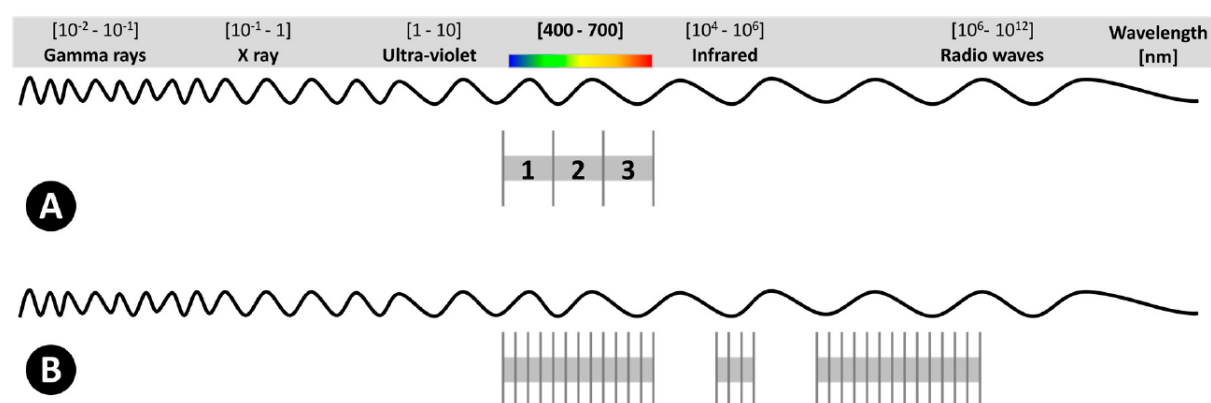 [10⁻² - 10⁻¹] [10⁻¹ - 1] [1 - 10] [400 - 700] [10⁴ - 10⁶] [10⁶- 10¹²] Wavelength
Gamma rays X ray Ultra-violet Infrared Radio waves [nm]
1 2 3
A
B